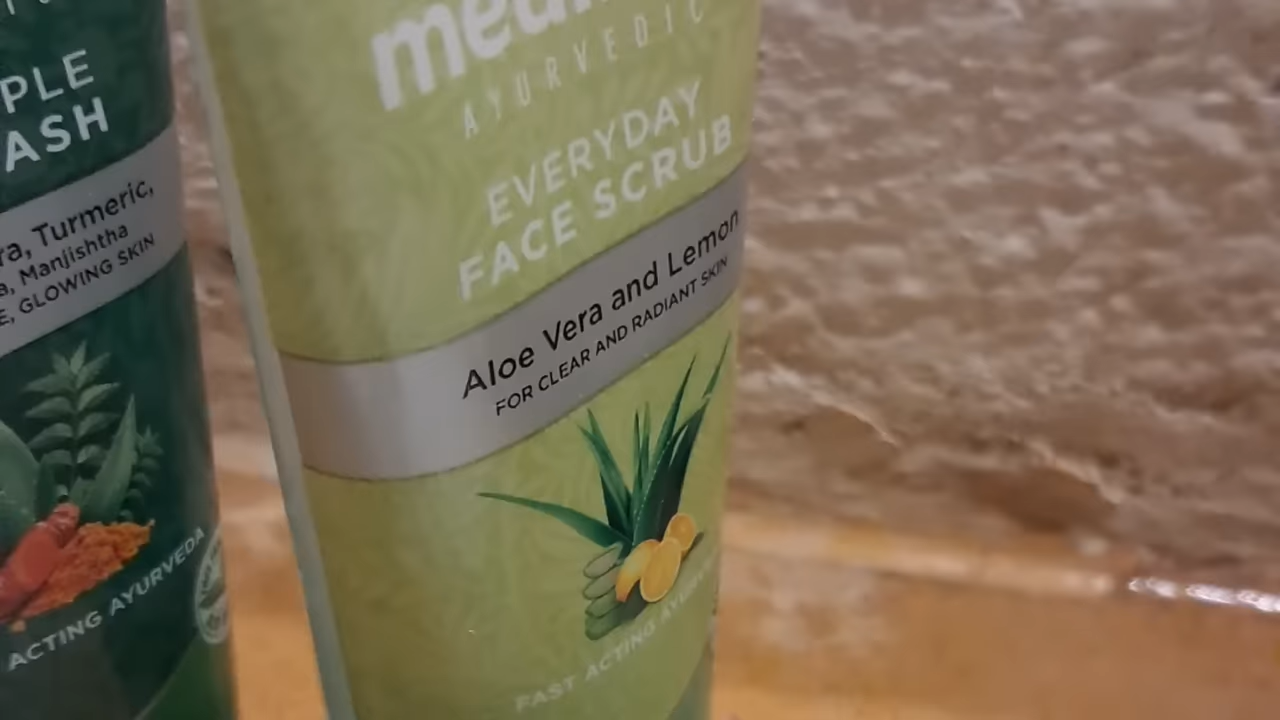 PLE
ASH
ra, Turmeric,
a, Manjishtha
E, GLOWING SKIN
ACTING AYURVEDA
AYURVEDIC
EVERYDAY
FACE SCRUB
Aloe Vera and Lemon
FOR CLEAR AND RADIANT SKIN
FAST ACTING